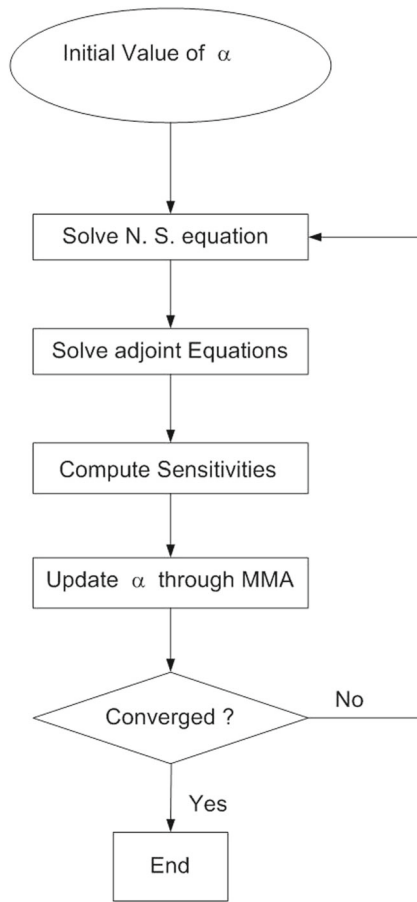 Initial Value of α
Solve N. S. equation
Solve adjoint Equations
Compute Sensitivities
Update α through MMA
Converged ?
No
Yes
End